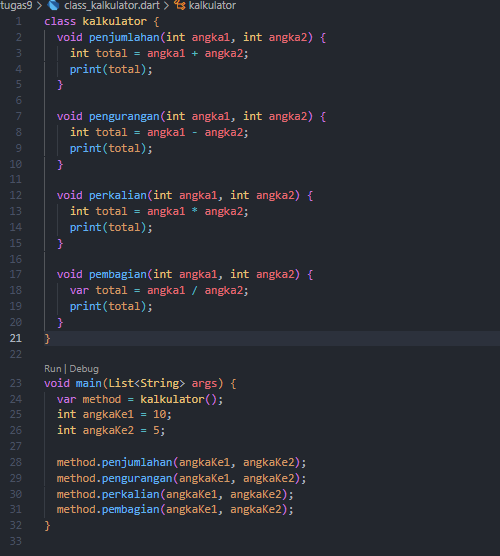 tugas9 > class_kalkulator.dart > kalkulator
1 class kalkulator {
2 void penjumlahan(int angka1, int angka2) {
3 int total = angka1 + angka2;
4 print(total);
5 }
6
7 void pengurangan(int angka1, int angka2) {
8 int total = angka1 - angka2;
9 print(total);
10 }
11
12 void perkalian(int angka1, int angka2) {
13 int total = angka1 * angka2;
14 print(total);
15 }
16
17 void pembagian(int angka1, int angka2) {
18 var total = angka1 / angka2;
19 print(total);
20 }
21 }
22
Run | Debug
23 void main(List<String> args) {
24 var method = kalkulator();
25 int angkaKe1 = 10;
26 int angkaKe2 = 5;
27
28 method.penjumlahan(angkaKe1, angkaKe2);
29 method.pengurangan(angkaKe1, angkaKe2);
30 method.perkalian(angkaKe1, angkaKe2);
31 method.pembagian(angkaKe1, angkaKe2);
32 }
33